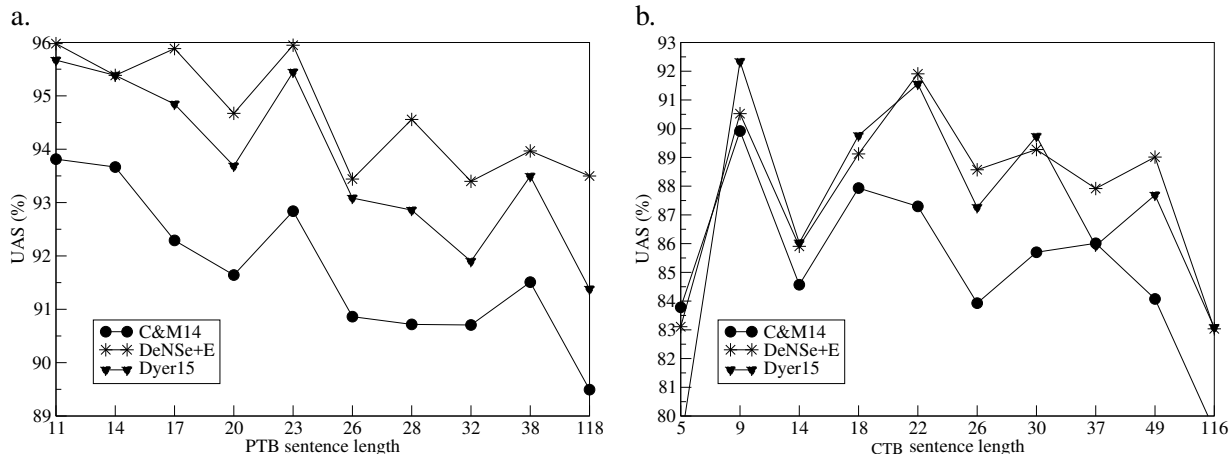 a.
96
95
94
93
92
91
90
89
UAS (%)
C&M14
DeNSe+E
Dyer15
11 14 17 20 23 26 28 32 38 118
PTB sentence length
b.
93
92
91
90
89
88
87
86
85
84
83
82
81
80
UAS (%)
C&M14
DeNSe+E
Dyer15
5 9 14 18 22 26 30 37 49 116
CTB sentence length